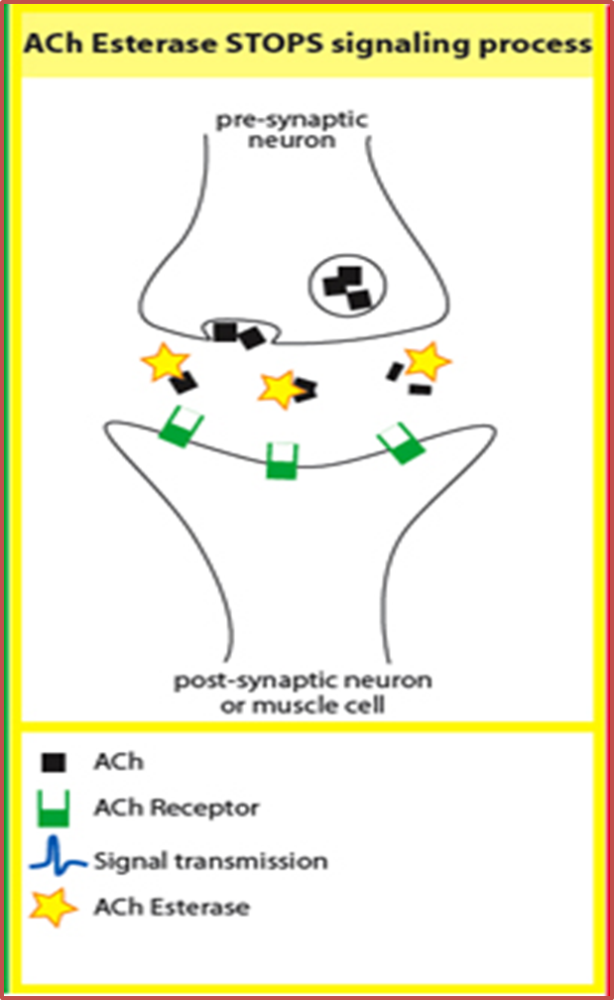 ACh Esterase STOPS signaling process
pre-synaptic
neuron
post-synaptic neuron
or muscle cell
ACh
ACh Receptor
Signal transmission
ACh Esterase